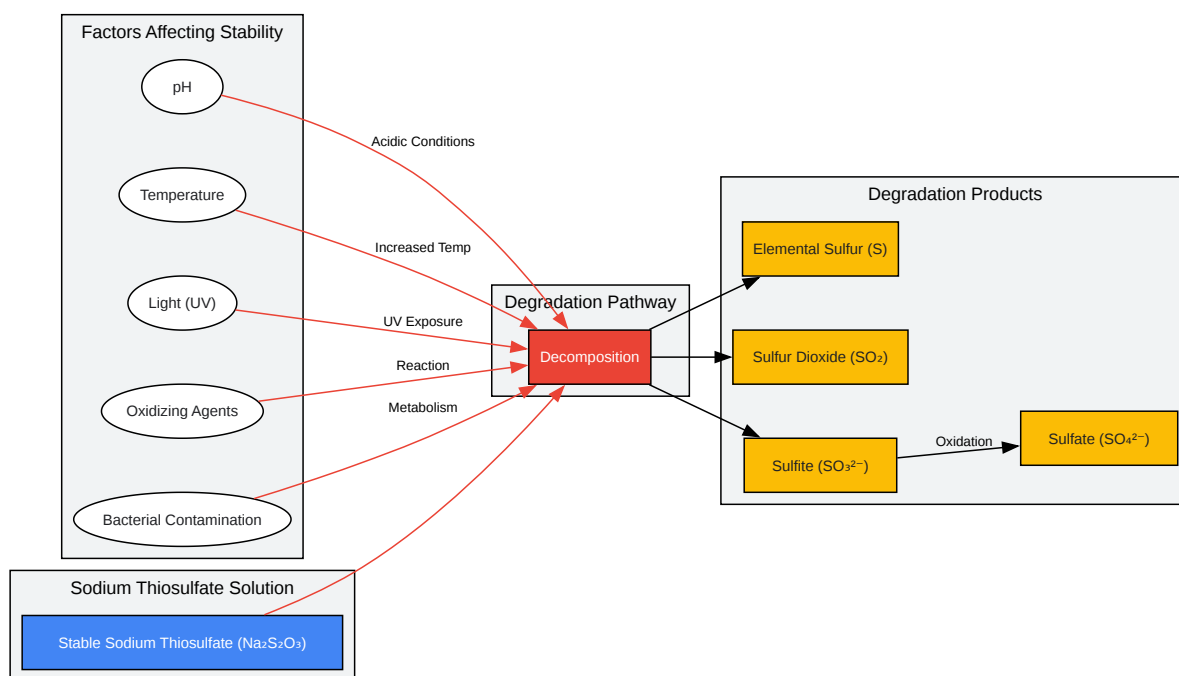 Factors Affecting Stability
pH
Acidic Conditions
Temperature
Increased Temp
Light (UV)
UV Exposure
Oxidizing Agents
Reaction
Bacterial Contamination
Metabolism
Sodium Thiosulfate Solution
Stable Sodium Thiosulfate (Na₂S₂O₃)
Degradation Pathway
Decomposition
Degradation Products
Elemental Sulfur (S)
Sulfur Dioxide (SO₂)
Sulfite (SO₃²⁻)
Oxidation
Sulfate (SO₄²⁻)